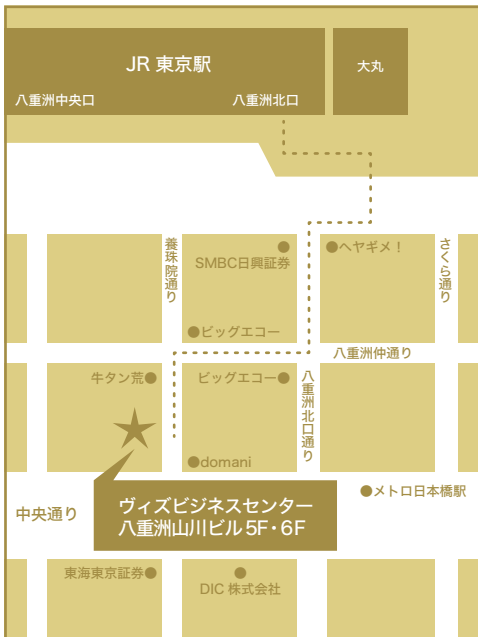 JR 東京駅
大丸
八重洲中央口
八重洲北口
養珠院通り
SMBC日興証券
ヘヤギメ！
さくら通り
ビッグエコー
八重洲仲通り
牛タン荒
ビッグエコー
八重洲北口通り
domani
中央通り
ヴィズビジネスセンター
八重洲山川ビル 5F・6F
メトロ日本橋駅
東海東京証券
DIC 株式会社